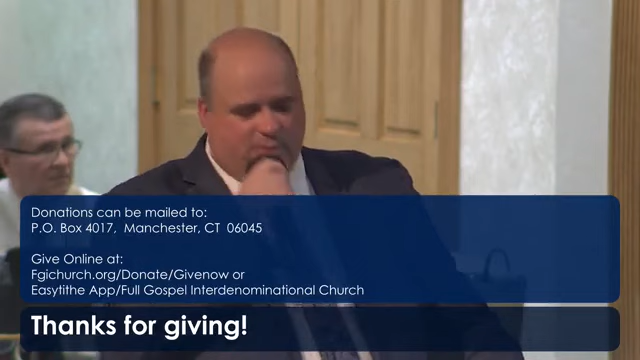 Donations can be mailed to:
P.O. Box 4017, Manchester, CT 06045
Give Online at:
Fgichurch.org/Donate/Givenow or
Easytithe App/Full Gospel Interdenominational Church
Thanks for giving!